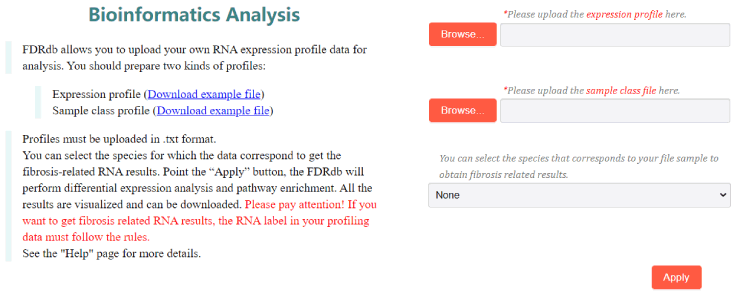 Bioinformatics Analysis
FDRdb allows you to upload your own RNA expression profile data for
analysis. You should prepare two kinds of profiles:
Expression profile (Download example file)
Sample class profile (Download example file)
Profiles must be uploaded in .txt format.
You can select the species for which the data correspond to get the
fibrosis-related RNA results. Point the “Apply” button, the FDRdb will
perform differential expression analysis and pathway enrichment. All the
results are visualized and can be downloaded. Please pay attention! If you
want to get fibrosis related RNA results, the RNA label in your profiling
data must follow the rules.
See the "Help" page for more details.
*Please upload the expression profile here.
Browse...
*Please upload the sample class file here.
Browse...
You can select the species that corresponds to your file sample to
obtain fibrosis related results.
None
Apply